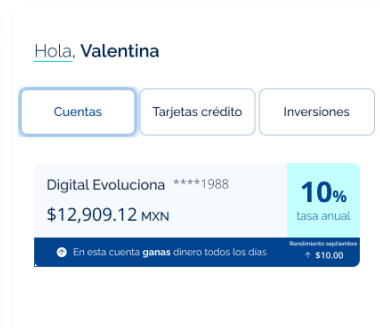 Hola, Valentina
Cuentas
Tarjetas crédito
Inversiones
Digital Evoluciona ****1988
$12,909.12 MXN
10%
tasa anual
En esta cuenta ganas dinero todos los días
Rendimiento septiembre
↑ $10.00